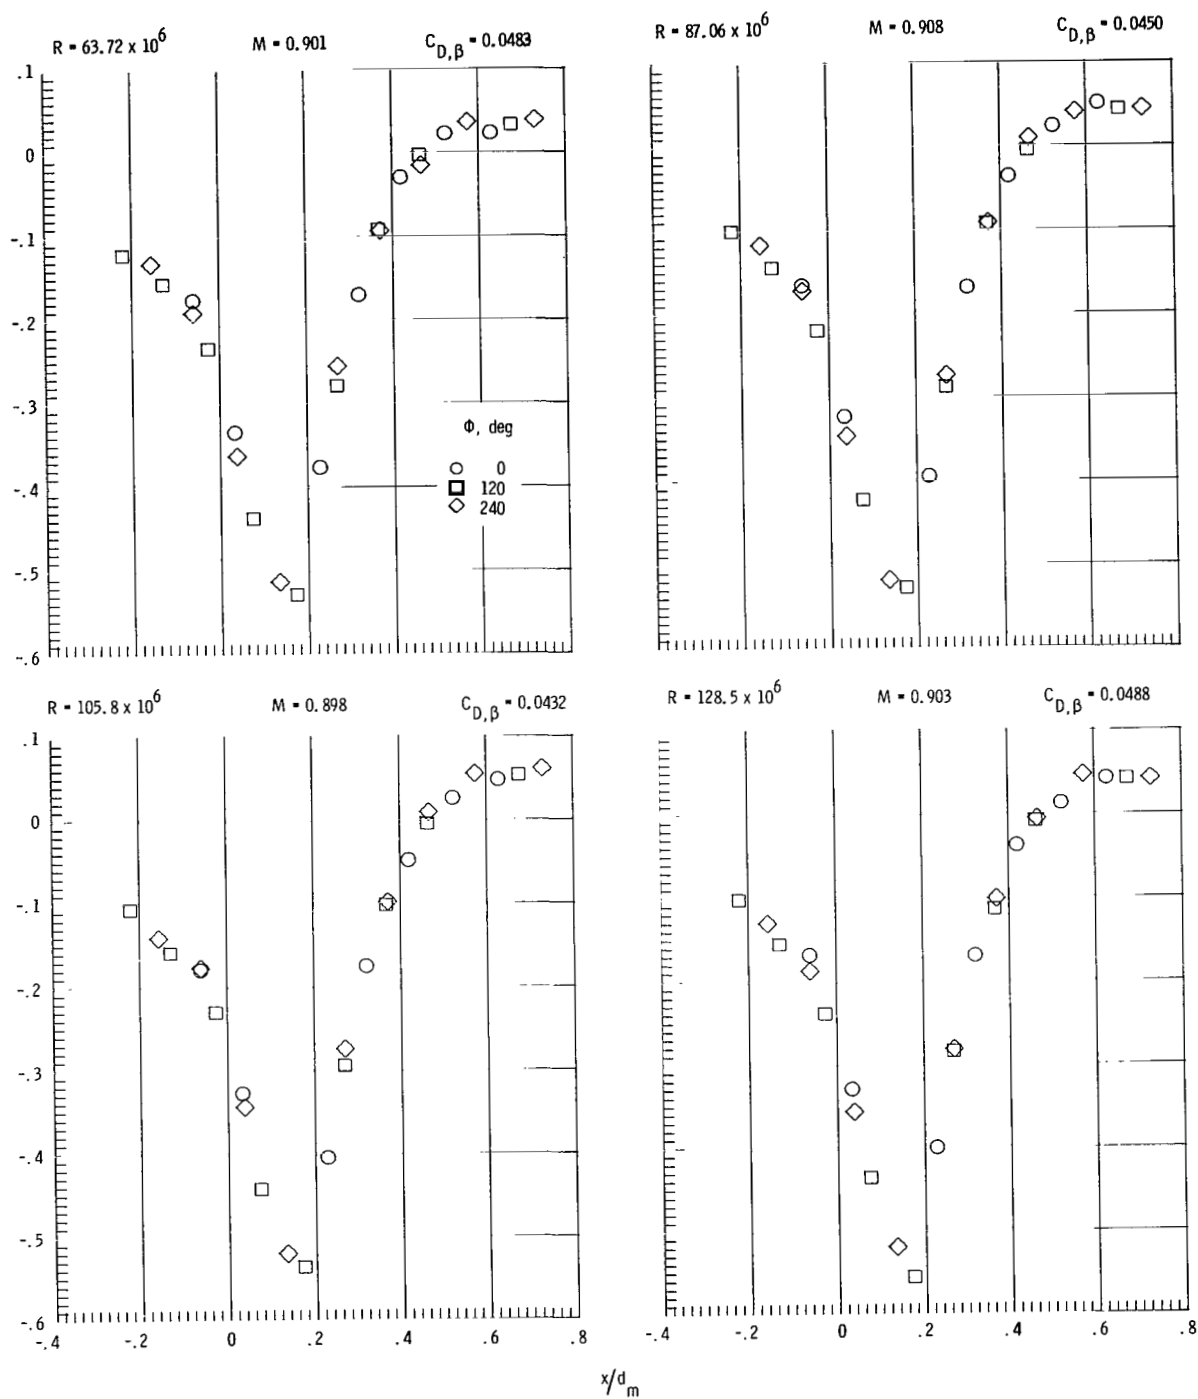 R = 63.72 x 10^6 M = 0.901 C_D,β = 0.0483
R = 87.06 x 10^6 M = 0.908 C_D,β = 0.0450
.1
0
-.1
-.2
-.3
-.4
-.5
-.6
Φ, deg
0
120
240
R = 105.8 x 10^6 M = 0.898 C_D,β = 0.0432
R = 128.5 x 10^6 M = 0.903 C_D,β = 0.0488
.1
0
-.1
-.2
-.3
-.4
-.5
-.6
-.4 -.2 0 .2 .4 .6 .8
-.4 -.2 0 .2 .4 .6 .8
x/d_m